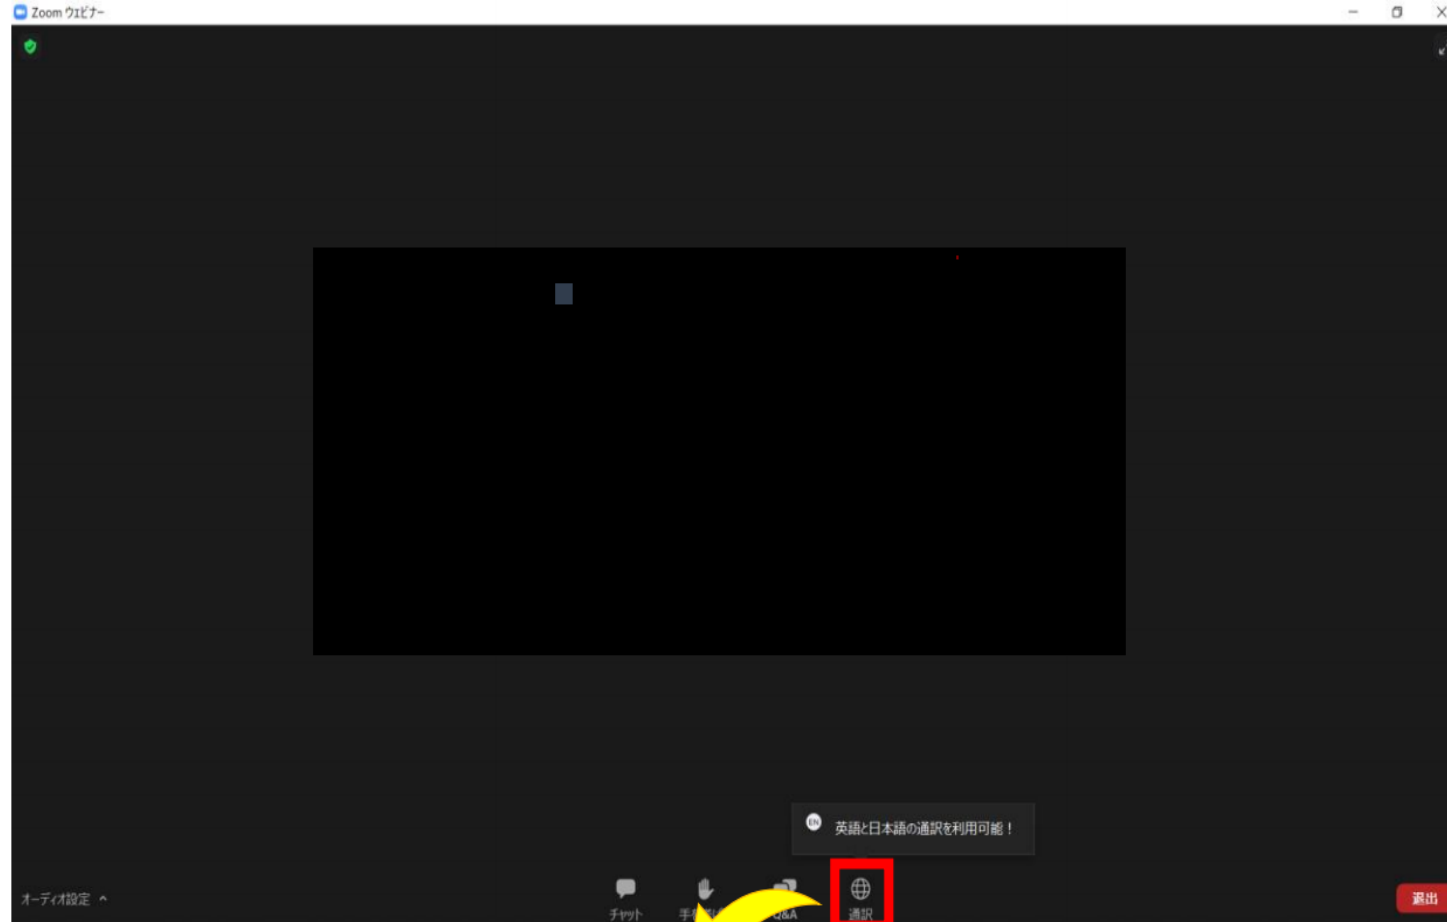 Zoom ウェビナー
EN 英語と日本語の通訳を利用可能！
オーディオ設定
チャット
Q&A
通訳
退出